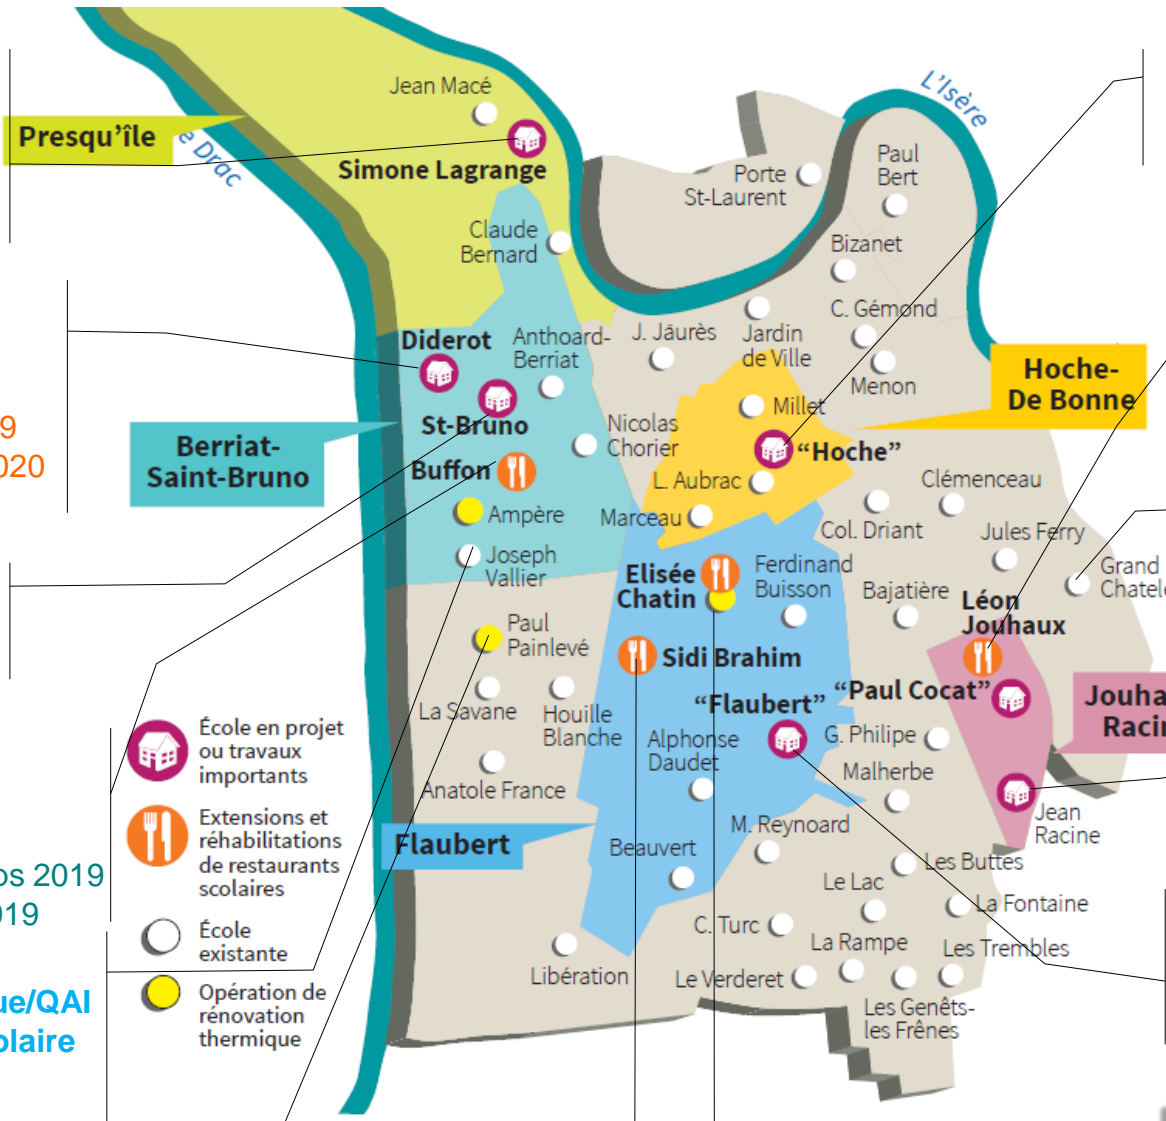 L'Isère
Jean Macé
Presqu'île
e Drac
Simone Lagrange
Porte
St-Laurent
Paul
Bert
Claude
Bernard
Bizanet
C. Gémond
Diderot
Anthoard-
Berriat
J. Jaurès
Jardin
de Ville
Menon
Hoche-
De Bonne
St-Bruno
Nicolas
Chorier
Millet
9
020
Berriat-
Saint-Bruno
Buffon
"Hoche"
L. Aubrac
Clémenceau
Ampère
Marceau
Col. Driant
Jules Ferry
Joseph
Vallier
Elisée
Chatin
Ferdinand
Buisson
Bajatière
Léon
Jouhaux
Grand
Chatele
Paul
Painlevé
Sidi Brahim
"Flaubert"
"Paul Cocat"
Jouha
Racin
La Savane
Houille
Blanche
Alphonse
Daudet
G. Philipe
Malherbe
Anatole France
École en projet
ou travaux
importants
Extensions et
réhabilitations
de restaurants
scolaires
École
existante
Opération de
rénovation
thermique
Flaubert
Beauvert
M. Reynoard
Jean
Racine
Les Buttes
Le Lac
La Fontaine
os 2019
019
C. Turc
La Rampe
Les Trembles
Libération
Le Verderet
Les Genêts-
les Frênes
ue/QAI
olaire